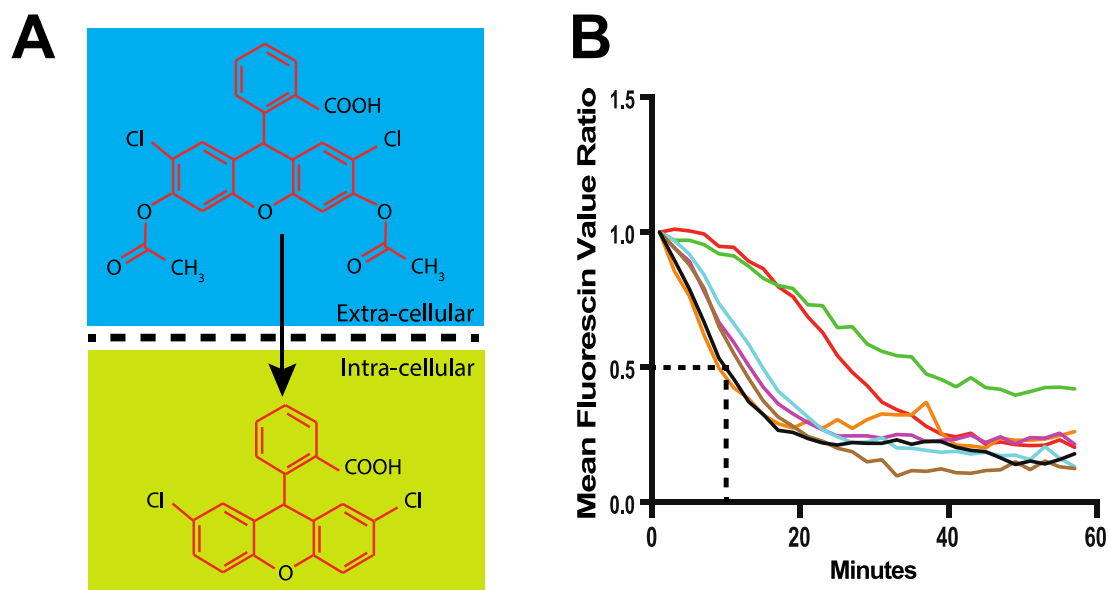 A
COOH
Cl
Cl
O
O
O
O
CH3
O
CH3
Extra-cellular
Intra-cellular
COOH
Cl
Cl
O
B
Mean Fluorescin Value Ratio
1.5
1.0
0.5
0.0
0
20
40
60
Minutes